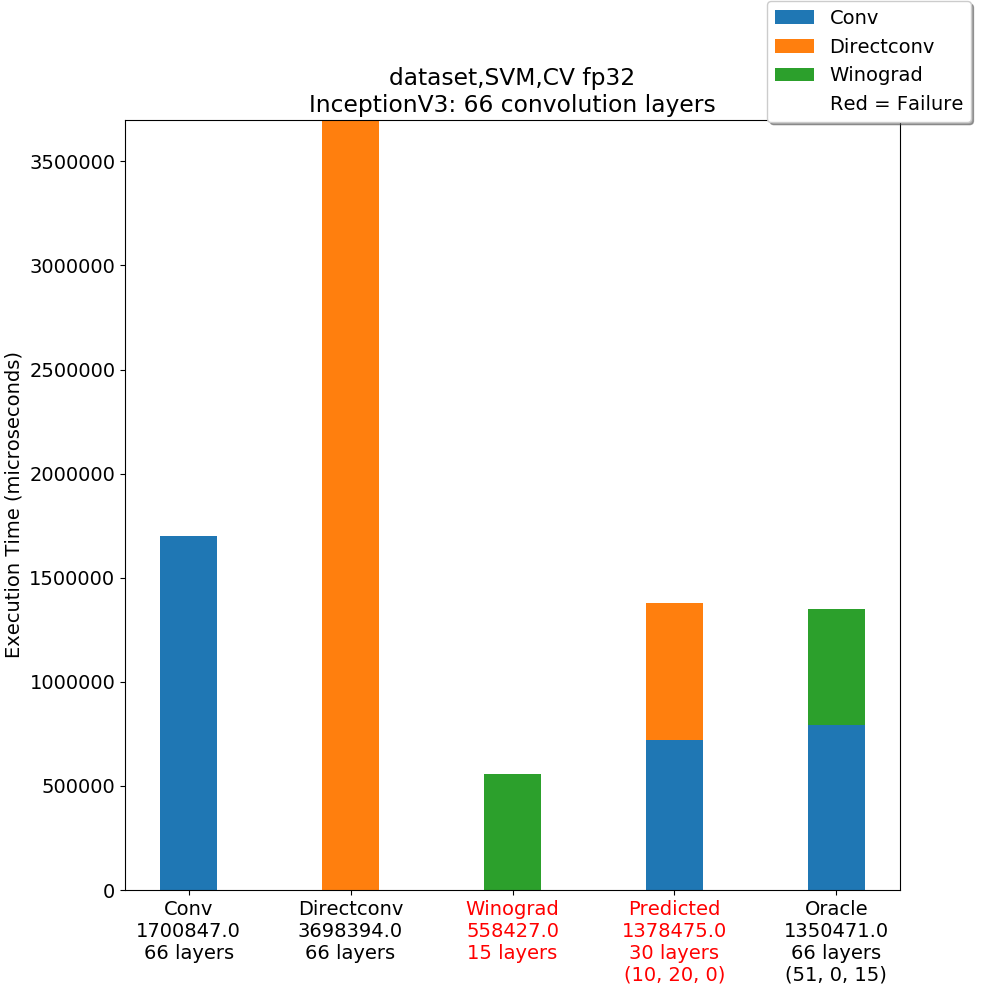 Conv
Directconv
Winograd
Red = Failure
dataset,SVM,CV fp32
InceptionV3: 66 convolution layers
Execution Time (microseconds)
3500000
3000000
2500000
2000000
1500000
1000000
500000
0
Conv
1700847.0
66 layers
Directconv
3698394.0
66 layers
Winograd
558427.0
15 layers
Predicted
1378475.0
30 layers
(10, 20, 0)
Oracle
1350471.0
66 layers
(51, 0, 15)